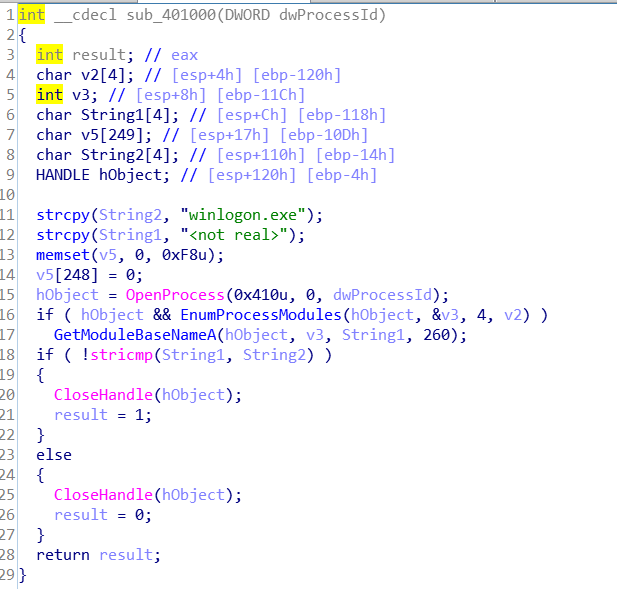 1 int __cdecl sub_401000(DWORD dwProcessId)
2 {
3   int result; // eax
4   char v2[4]; // [esp+4h] [ebp-120h]
5   int v3; // [esp+8h] [ebp-11Ch]
6   char String1[4]; // [esp+Ch] [ebp-118h]
7   char v5[249]; // [esp+17h] [ebp-10Dh]
8   char String2[4]; // [esp+110h] [ebp-14h]
9   HANDLE hObject; // [esp+120h] [ebp-4h]
10
11   strcpy(String2, "winlogon.exe");
12   strcpy(String1, "<not real>");
13   memset(v5, 0, 0xF8u);
14   v5[248] = 0;
15   hObject = OpenProcess(0x410u, 0, dwProcessId);
16   if ( hObject && EnumProcessModules(hObject, &v3, 4, v2) )
17     GetModuleBaseNameA(hObject, v3, String1, 260);
18   if ( !stricmp(String1, String2) )
19   {
20     CloseHandle(hObject);
21     result = 1;
22   }
23   else
24   {
25     CloseHandle(hObject);
26     result = 0;
27   }
28   return result;
29 }